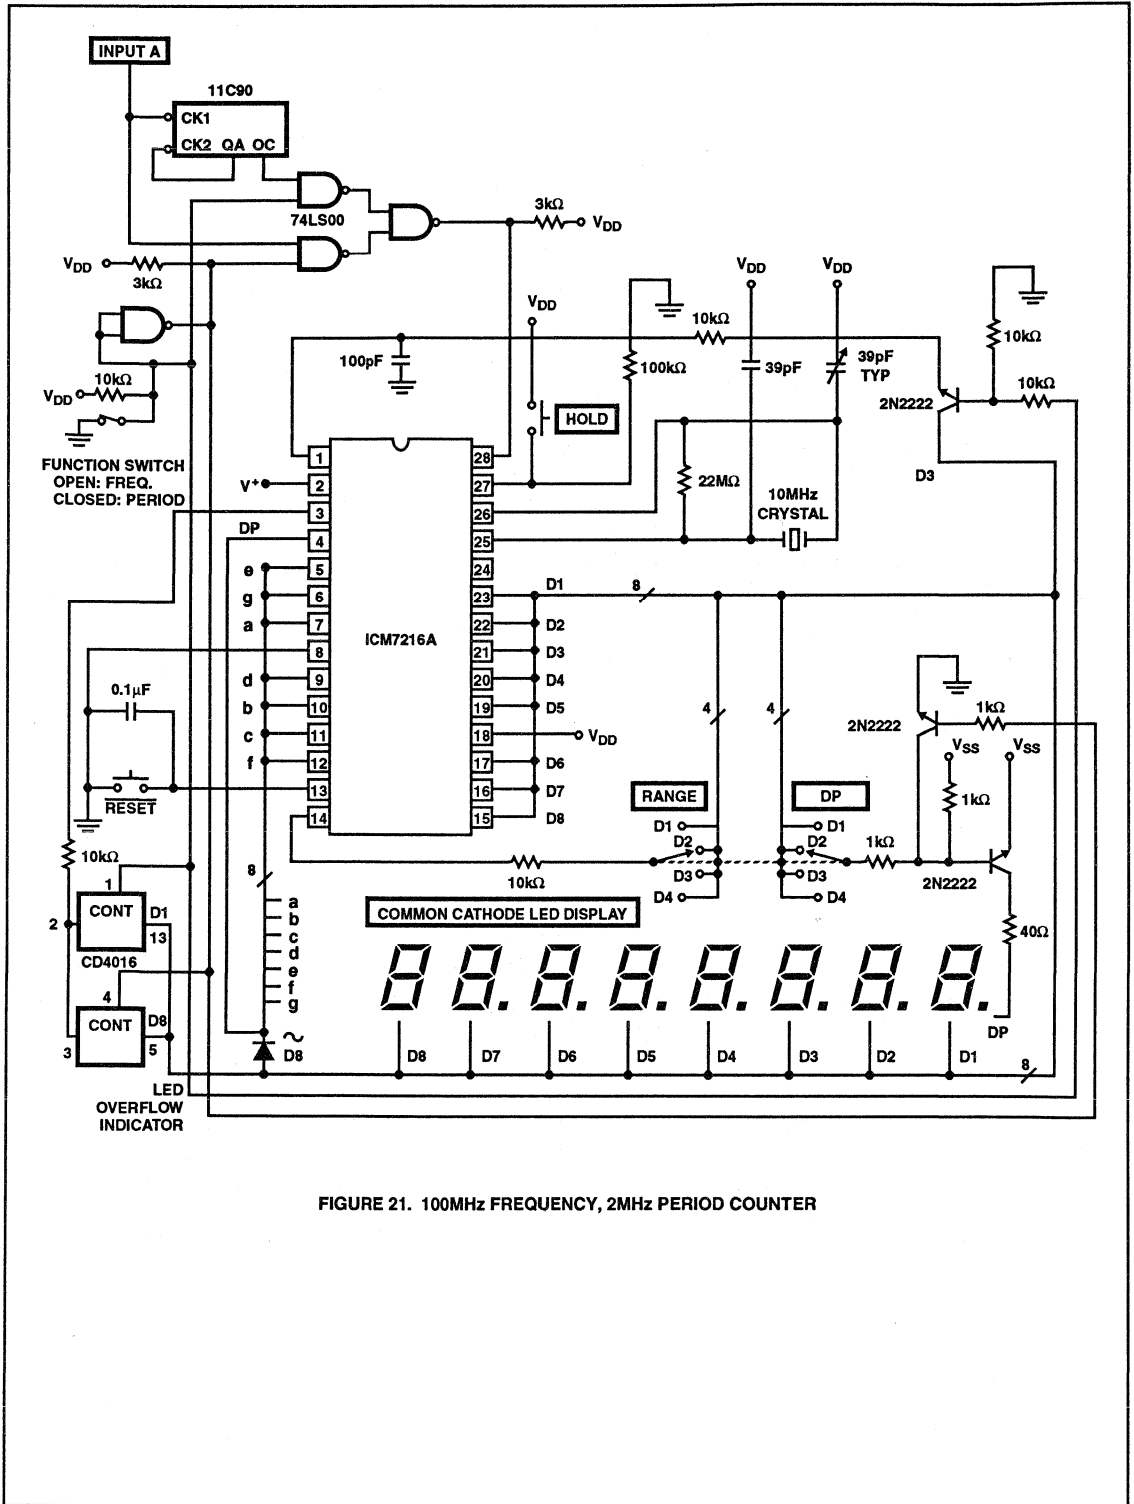 INPUT A
11C90
CK1
CK2 QA OC
74LS00
3kΩ
VDD
VDD
3kΩ
VDD
VDD
VDD
10kΩ
100pF
100kΩ
39pF
39pF
TYP
10kΩ
10kΩ
2N2222
D3
10kΩ
VDD
HOLD
FUNCTION SWITCH
OPEN: FREQ.
CLOSED: PERIOD
V+
DP
e
g
a
d
b
c
f
1
2
3
4
5
6
7
8
9
10
11
12
13
14
ICM7216A
28
27
26
25
24
23
22
21
20
19
18
17
16
15
22MΩ
10MHz
CRYSTAL
D1
8
D2
D3
D4
D5
VDD
D6
D7
D8
4
4
0.1μF
RESET
10kΩ
2N2222
1kΩ
VSS
VSS
1kΩ
RANGE
DP
D1
D2
D3
D4
D1
D2
D3
D4
10kΩ
1kΩ
2N2222
40Ω
DP
8
a
b
c
d
e
f
g
1
CONT
D1
2
13
CD4016
4
CONT
D8
3
5
COMMON CATHODE LED DISPLAY
8. 8. 8. 8. 8. 8. 8.
D8
D8
D7
D6
D5
D4
D3
D2
D1
8
LED
OVERFLOW
INDICATOR
FIGURE 21. 100MHz FREQUENCY, 2MHz PERIOD COUNTER